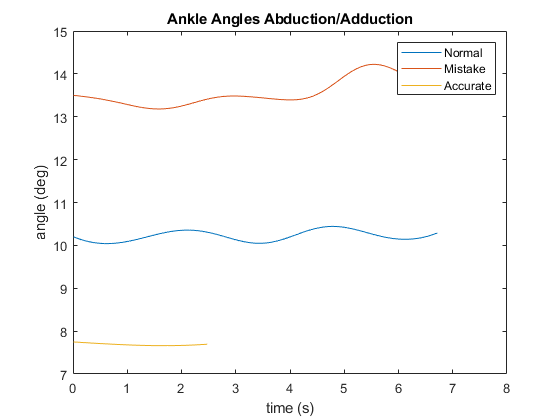 Ankle Angles Abduction/Adduction
15
14
13
12
11
10
9
8
7
angle (deg)
Normal
Mistake
Accurate
0 1 2 3 4 5 6 7 8
time (s)